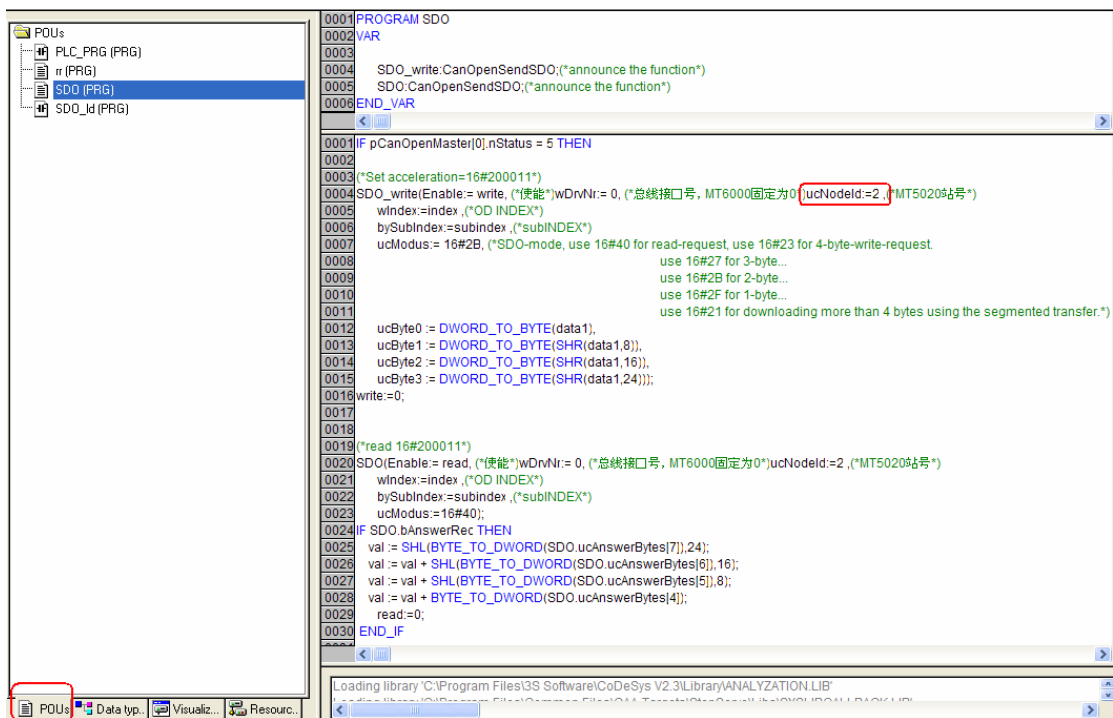 POUs
PLC_PRG (PRG)
rr (PRG)
SDO (PRG)
SDO_ld (PRG)
0001 PROGRAM SDO
0002 VAR
0003
0004 SDO_write:CanOpenSendSDO;(*announce the function*)
0005 SDO:CanOpenSendSDO;(*announce the function*)
0006 END_VAR
0001 IF pCanOpenMaster[0].nStatus = 5 THEN
0002
0003 (*Set acceleration=16#200011*)
0004 SDO_write(Enable:= write, (*使能*)wDrvNr:= 0, (*总线接口号，MT6000固定为0*)ucNodeId:=2 ,(*MT5020站号*)
0005 wIndex:=index ,(*OD INDEX*)
0006 bySubIndex:=subindex ,(*subINDEX*)
0007 ucModus:= 16#2B, (*SDO-mode, use 16#40 for read-request, use 16#23 for 4-byte-write-request.
0008 use 16#27 for 3-byte...
0009 use 16#2B for 2-byte...
0010 use 16#2F for 1-byte...
0011 use 16#21 for downloading more than 4 bytes using the segmented transfer.*)
0012 ucByte0 := DWORD_TO_BYTE(data1),
0013 ucByte1 := DWORD_TO_BYTE(SHR(data1,8)),
0014 ucByte2 := DWORD_TO_BYTE(SHR(data1,16)),
0015 ucByte3 := DWORD_TO_BYTE(SHR(data1,24)));
0016 write:=0;
0017
0018
0019 (*read 16#200011*)
0020 SDO(Enable:= read, (*使能*)wDrvNr:= 0, (*总线接口号，MT6000固定为0*)ucNodeId:=2 ,(*MT5020站号*)
0021 wIndex:=index ,(*OD INDEX*)
0022 bySubIndex:=subindex ,(*subINDEX*)
0023 ucModus:=16#40);
0024 IF SDO.bAnswerRec THEN
0025 val := SHL(BYTE_TO_DWORD(SDO.ucAnswerBytes[7]),24);
0026 val := val + SHL(BYTE_TO_DWORD(SDO.ucAnswerBytes[6]),16);
0027 val := val + SHL(BYTE_TO_DWORD(SDO.ucAnswerBytes[5]),8);
0028 val := val + BYTE_TO_DWORD(SDO.ucAnswerBytes[4]);
0029 read:=0;
0030 END_IF
Loading library 'C:\Program Files\3S Software\CoDeSys V2.3\Library\ANALYZATION.LIB'
POUs Data typ.. Visualiz... Resourc..